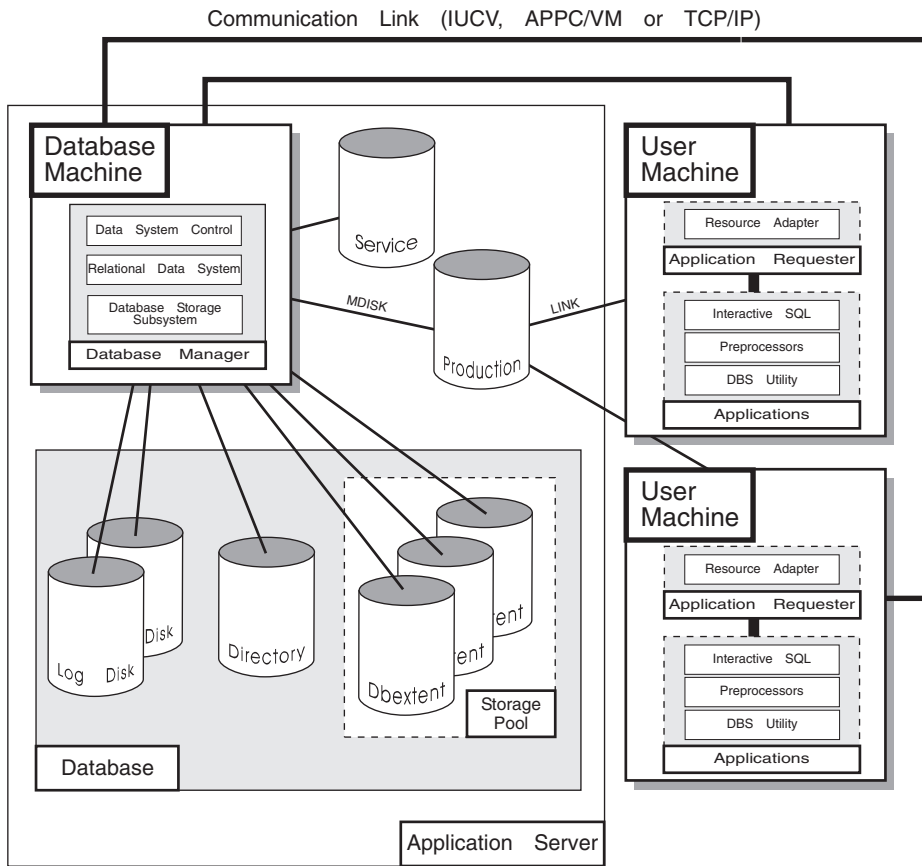 Communication Link (IUCV, APPC/VM or TCP/IP)
Database
Machine
Data System Control
Relational Data System
Database Storage
Subsystem
Database Manager
Service
MDISK
Production
LINK
User
Machine
Resource Adapter
Application Requester
Interactive SQL
Preprocessors
DBS Utility
Applications
User
Machine
Resource Adapter
Application Requester
Interactive SQL
Preprocessors
DBS Utility
Applications
Log Disk
Disk
Directory
Dbextent
tent
tent
Storage
Pool
Database
Application Server